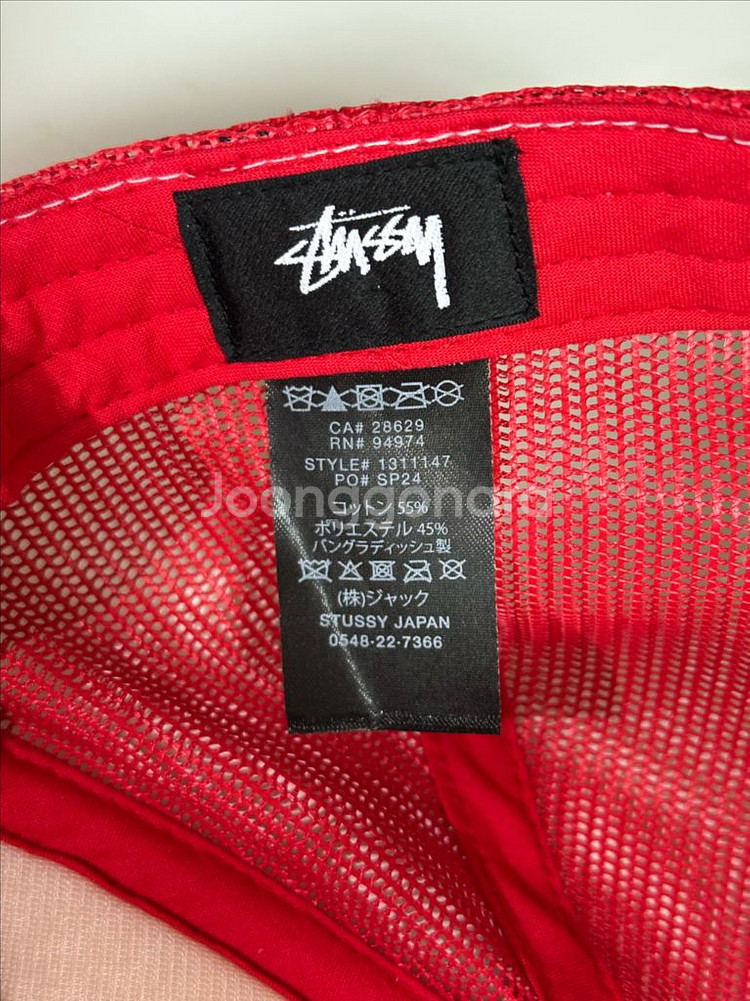 STÜSSY
CA# 28629
RN# 94974
STYLE# 1311147
PO# SP24
Joonggonara
コットン 55%
ポリエステル 45%
バングラディッシュ製
(株)ジャック
STUSSY JAPAN
0548-22-7366